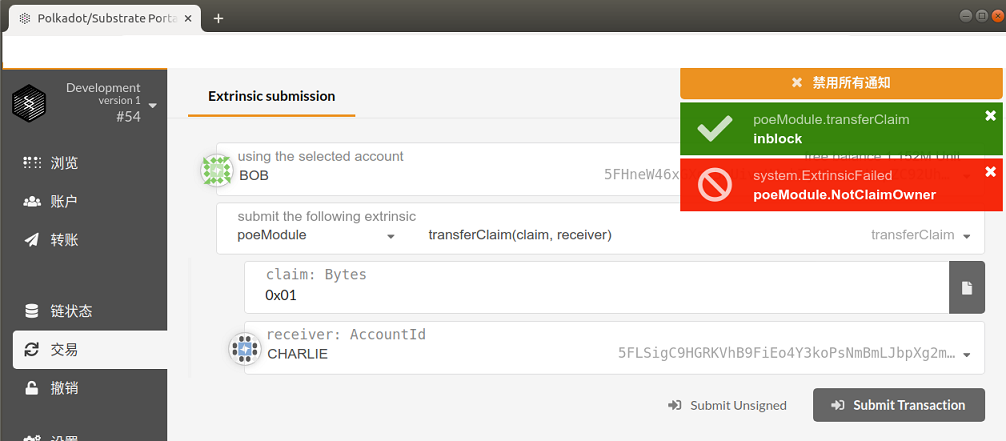 Polkadot/Substrate Porta
Development
version 1
#54
浏览
账户
转账
链状态
交易
撤销
设置
Extrinsic submission
禁用所有通知
poeModule.transferClaim
inblock
system.ExtrinsicFailed
poeModule.NotClaimOwner
using the selected account
BOB
5FHneW46x
submit the following extrinsic
poeModule
transferClaim(claim, receiver)
transferClaim
claim: Bytes
0x01
receiver: AccountId
CHARLIE
5FLSigC9HGRKVhB9FiEo4Y3koPsNmBmLJbpXg2m…
Submit Unsigned
Submit Transaction